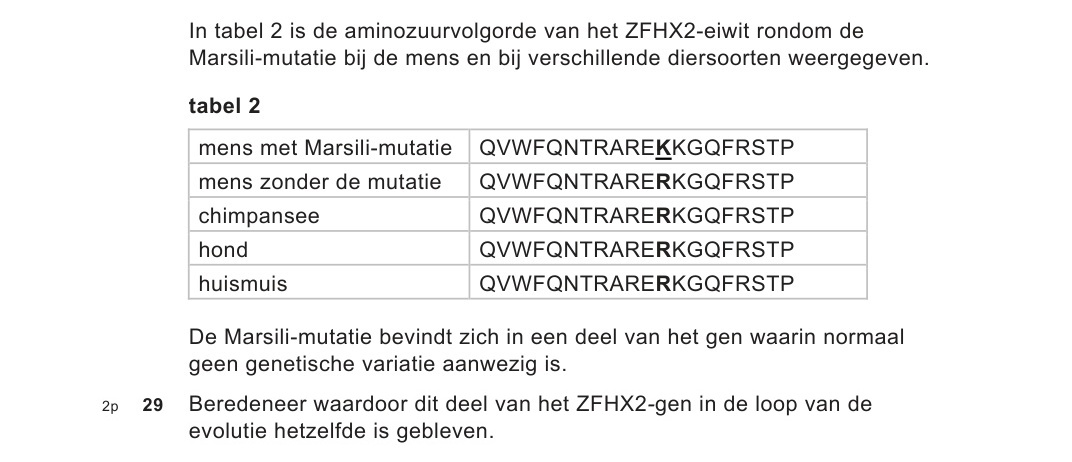 In tabel 2 is de aminozuurvolgorde van het ZFHX2-eiwit rondom de
Marsili-mutatie bij de mens en bij verschillende diersoorten weergegeven.
tabel 2
mens met Marsili-mutatie QVWFQNTRAREKKGQFRSTP
mens zonder de mutatie QVWFQNTRARERKGQFRSTP
chimpansee QVWFQNTRARERKGQFRSTP
hond QVWFQNTRARERKGQFRSTP
huismuis QVWFQNTRARERKGQFRSTP
De Marsili-mutatie bevindt zich in een deel van het gen waarin normaal
geen genetische variatie aanwezig is.
2p 29 Beredeneer waardoor dit deel van het ZFHX2-gen in de loop van de
evolutie hetzelfde is gebleven.